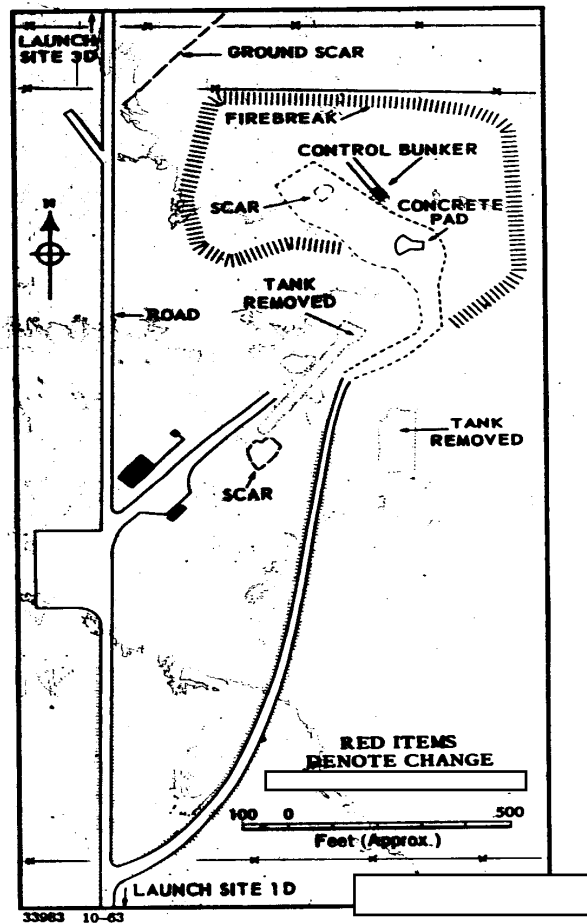 LAUNCH
SITE 3D
GROUND SCAR
FIREBREAK
CONTROL BUNKER
SCAR
CONCRETE
PAD
N
TANK
REMOVED
ROAD
TANK
REMOVED
SCAR
RED ITEMS
DENOTE CHANGE
100 0 500
Feet (Approx.)
LAUNCH SITE 1D
33983 10-63